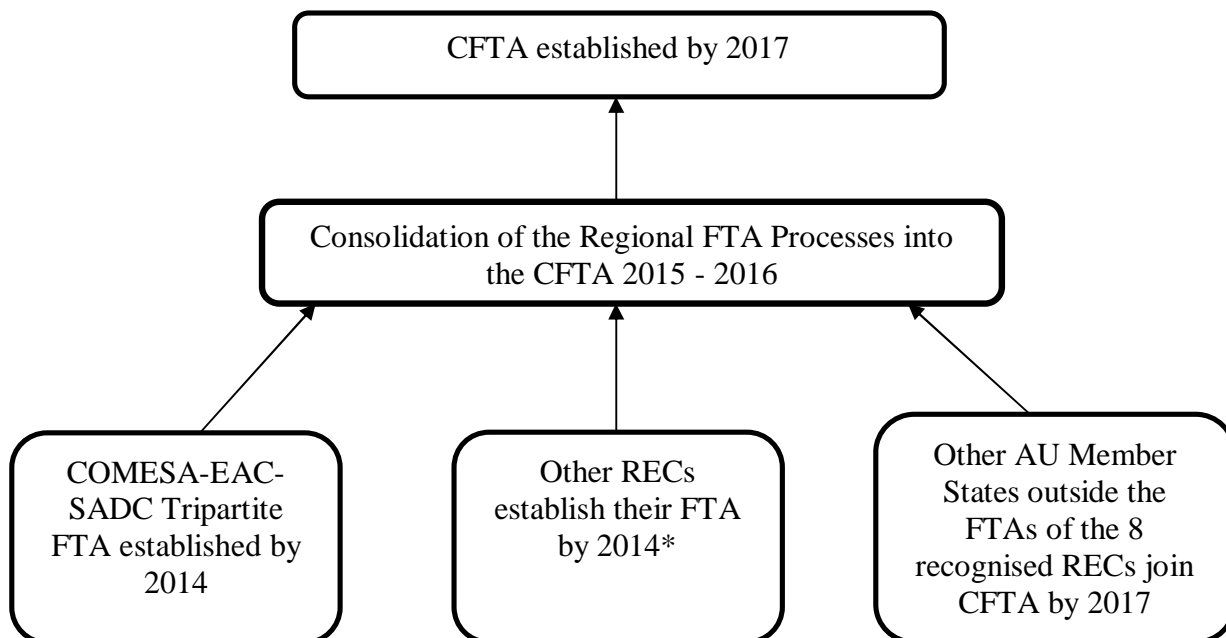 CFTA established by 2017
Consolidation of the Regional FTA Processes into
the CFTA 2015 - 2016
COMESA-EAC-
SADC Tripartite
FTA established by
2014
Other RECs
establish their FTA
by 2014*
Other AU Member
States outside the
FTAs of the 8
recognised RECs join
CFTA by 2017